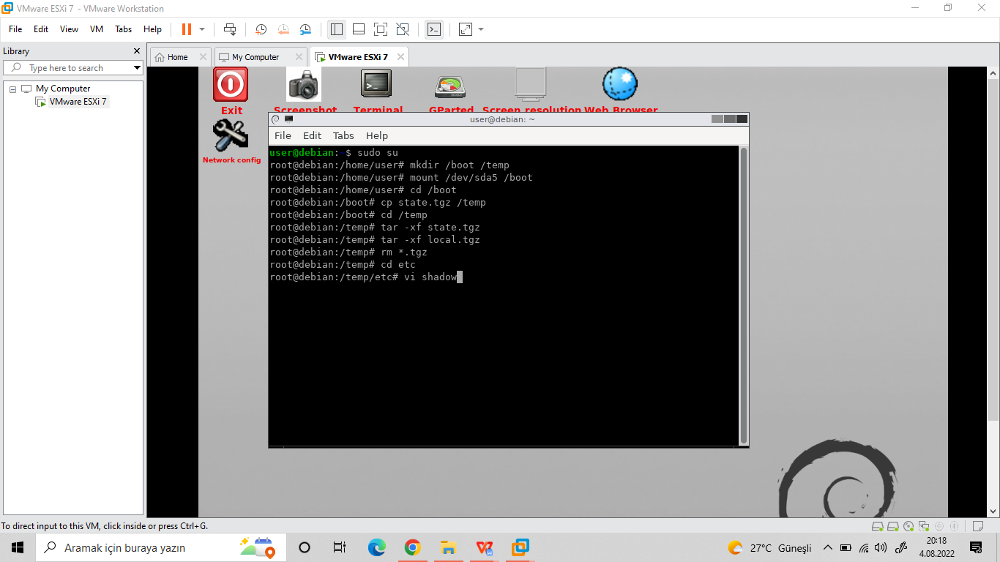 VMware ESXi 7 - VMware Workstation
File Edit View VM Tabs Help
Library
Type here to search
My Computer
VMware ESXi 7
Home
My Computer
VMware ESXi 7
Exit
Screenshot
Terminal
GParted
Screen resolution
Web Browser
Network config
user@debian: ~
File Edit Tabs Help
user@debian:~$ sudo su
root@debian:/home/user# mkdir /boot /temp
root@debian:/home/user# mount /dev/sda5 /boot
root@debian:/home/user# cd /boot
root@debian:/boot# cp state.tgz /temp
root@debian:/boot# cd /temp
root@debian:/temp# tar -xf state.tgz
root@debian:/temp# tar -xf local.tgz
root@debian:/temp# rm *.tgz
root@debian:/temp# cd etc
root@debian:/temp/etc# vi shadow
To direct input to this VM, click inside or press Ctrl+G.
Aramak için buraya yazın
27°C Güneşli
20:18
4.08.2022